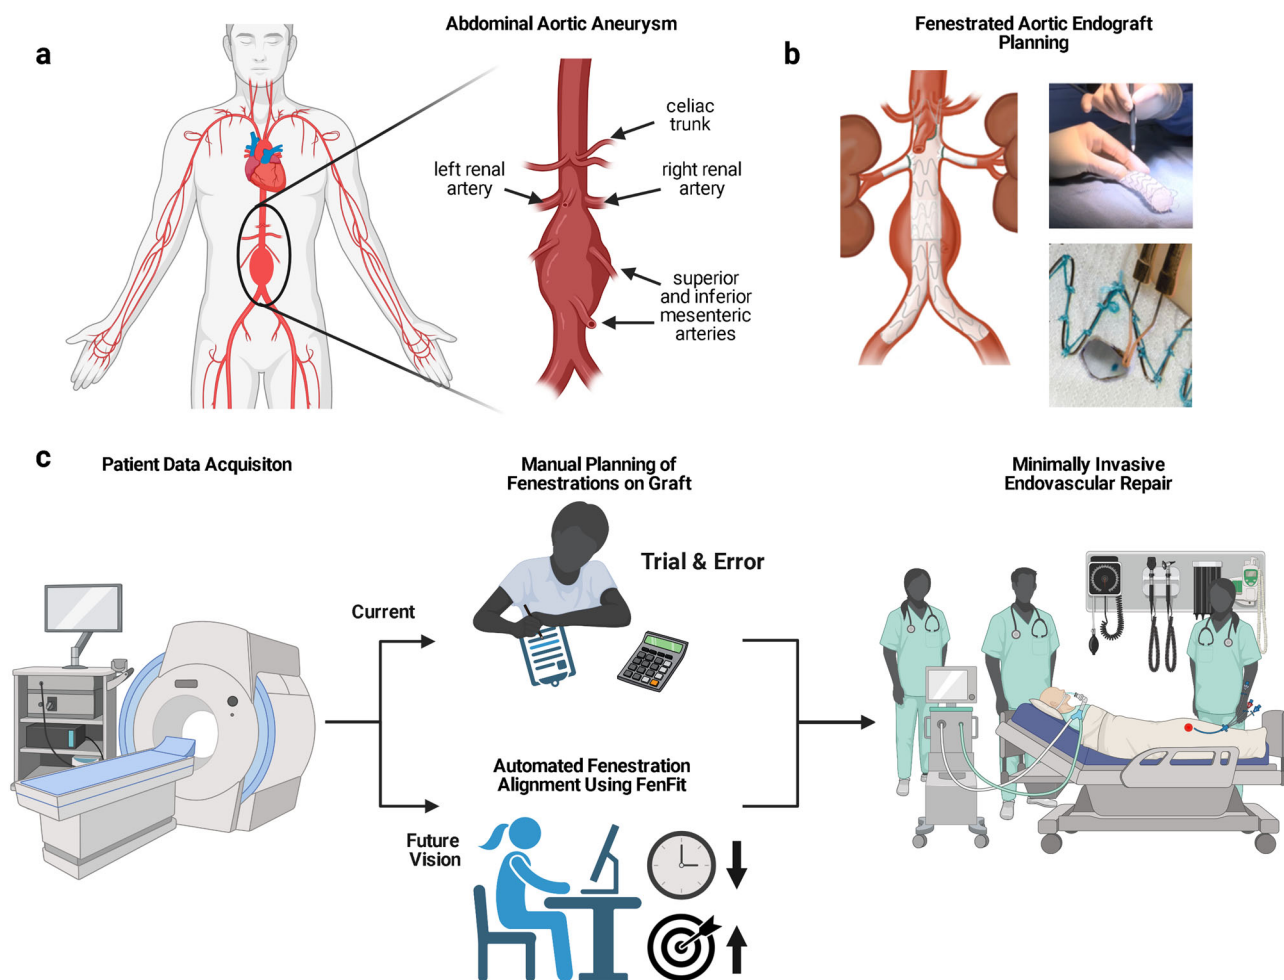 a
Abdominal Aortic Aneurysm
celiac
trunk
left renal
artery
right renal
artery
superior
and inferior
mesenteric
arteries
b
Fenestrated Aortic Endograft
Planning
c
Patient Data Acquisiton
Manual Planning of
Fenestrations on Graft
Trial & Error
Current
Automated Fenestration
Alignment Using FenFit
Future
Vision
Minimally Invasive
Endovascular Repair